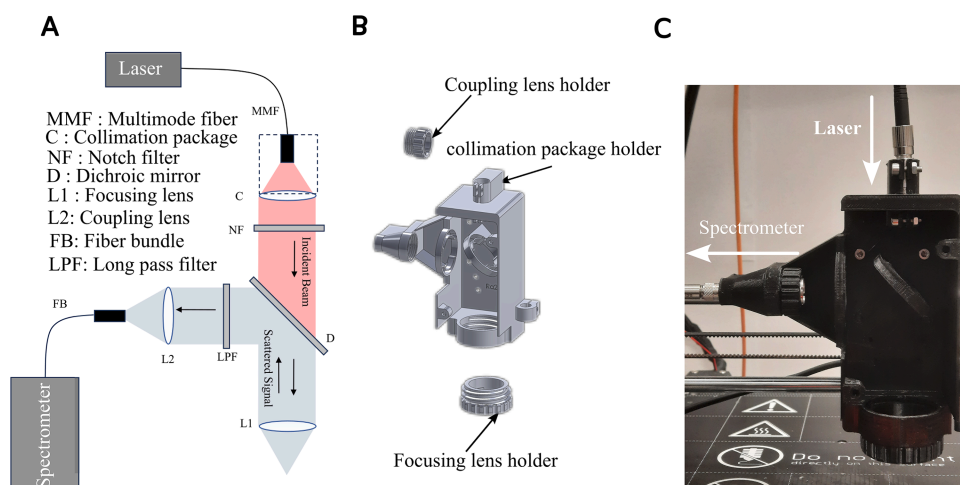 A
Laser
MMF
MMF : Multimode fiber
C : Collimation package
NF : Notch filter
D : Dichroic mirror
L1 : Focusing lens
L2: Coupling lens
FB: Fiber bundle
LPF: Long pass filter
C
NF
Incident Beam
FB
L2
LPF
D
Scattered Signal
L1
Spectrometer
B
Coupling lens holder
collimation package holder
Focusing lens holder
C
Laser
Spectrometer
Do no
directly on this surface